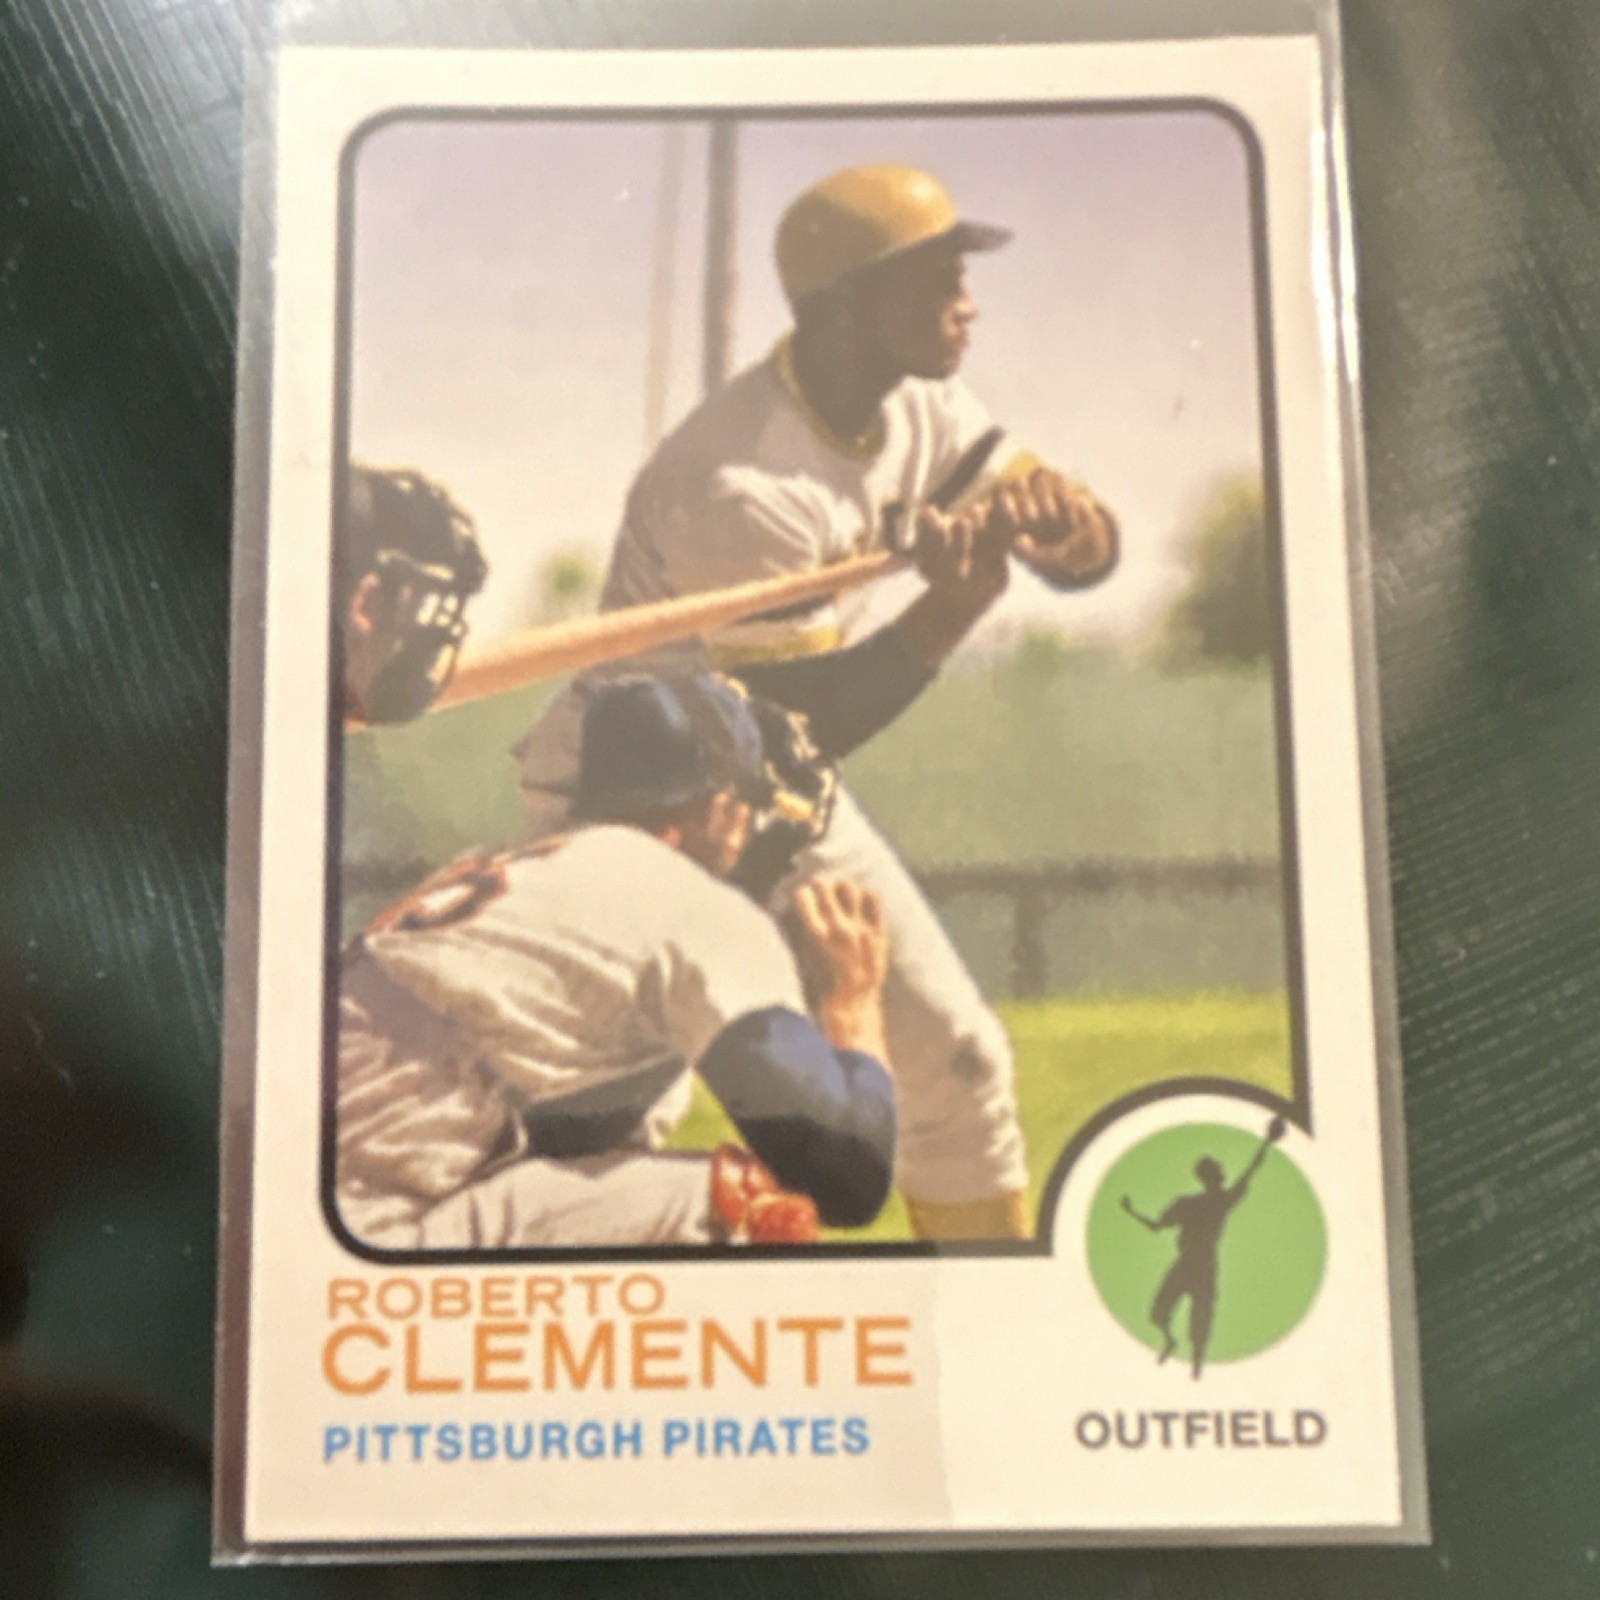 ROBERTO
CLEMENTE
PITTSBURGH PIRATES
OUTFIELD